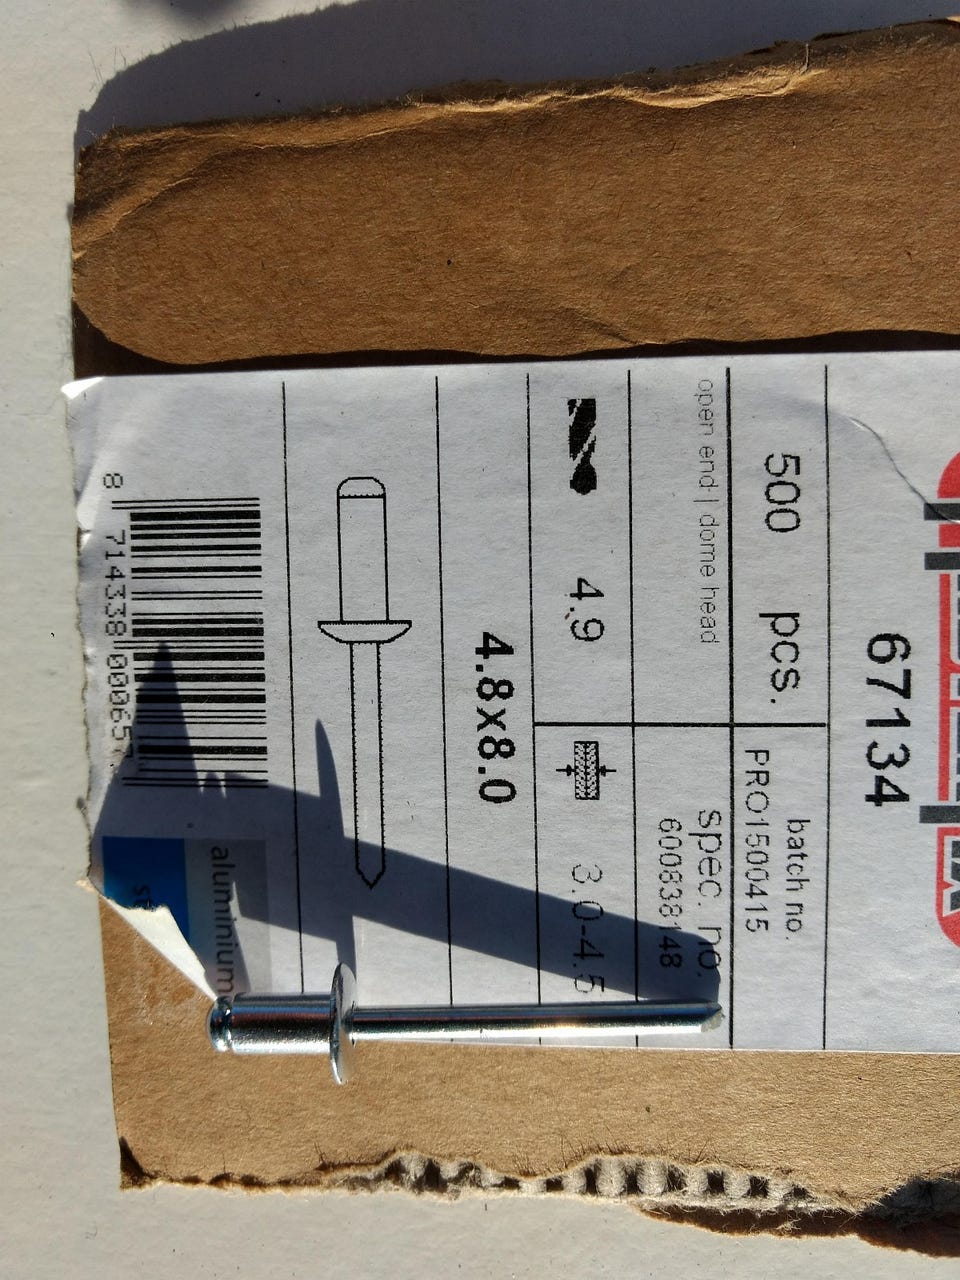 67134
500 pcs.
batch no.
PRO1500415
open end | dome head
spec. no.
600838148
4.9
3.0-4.5
4.8x8.0
8 714338 00065
aluminium